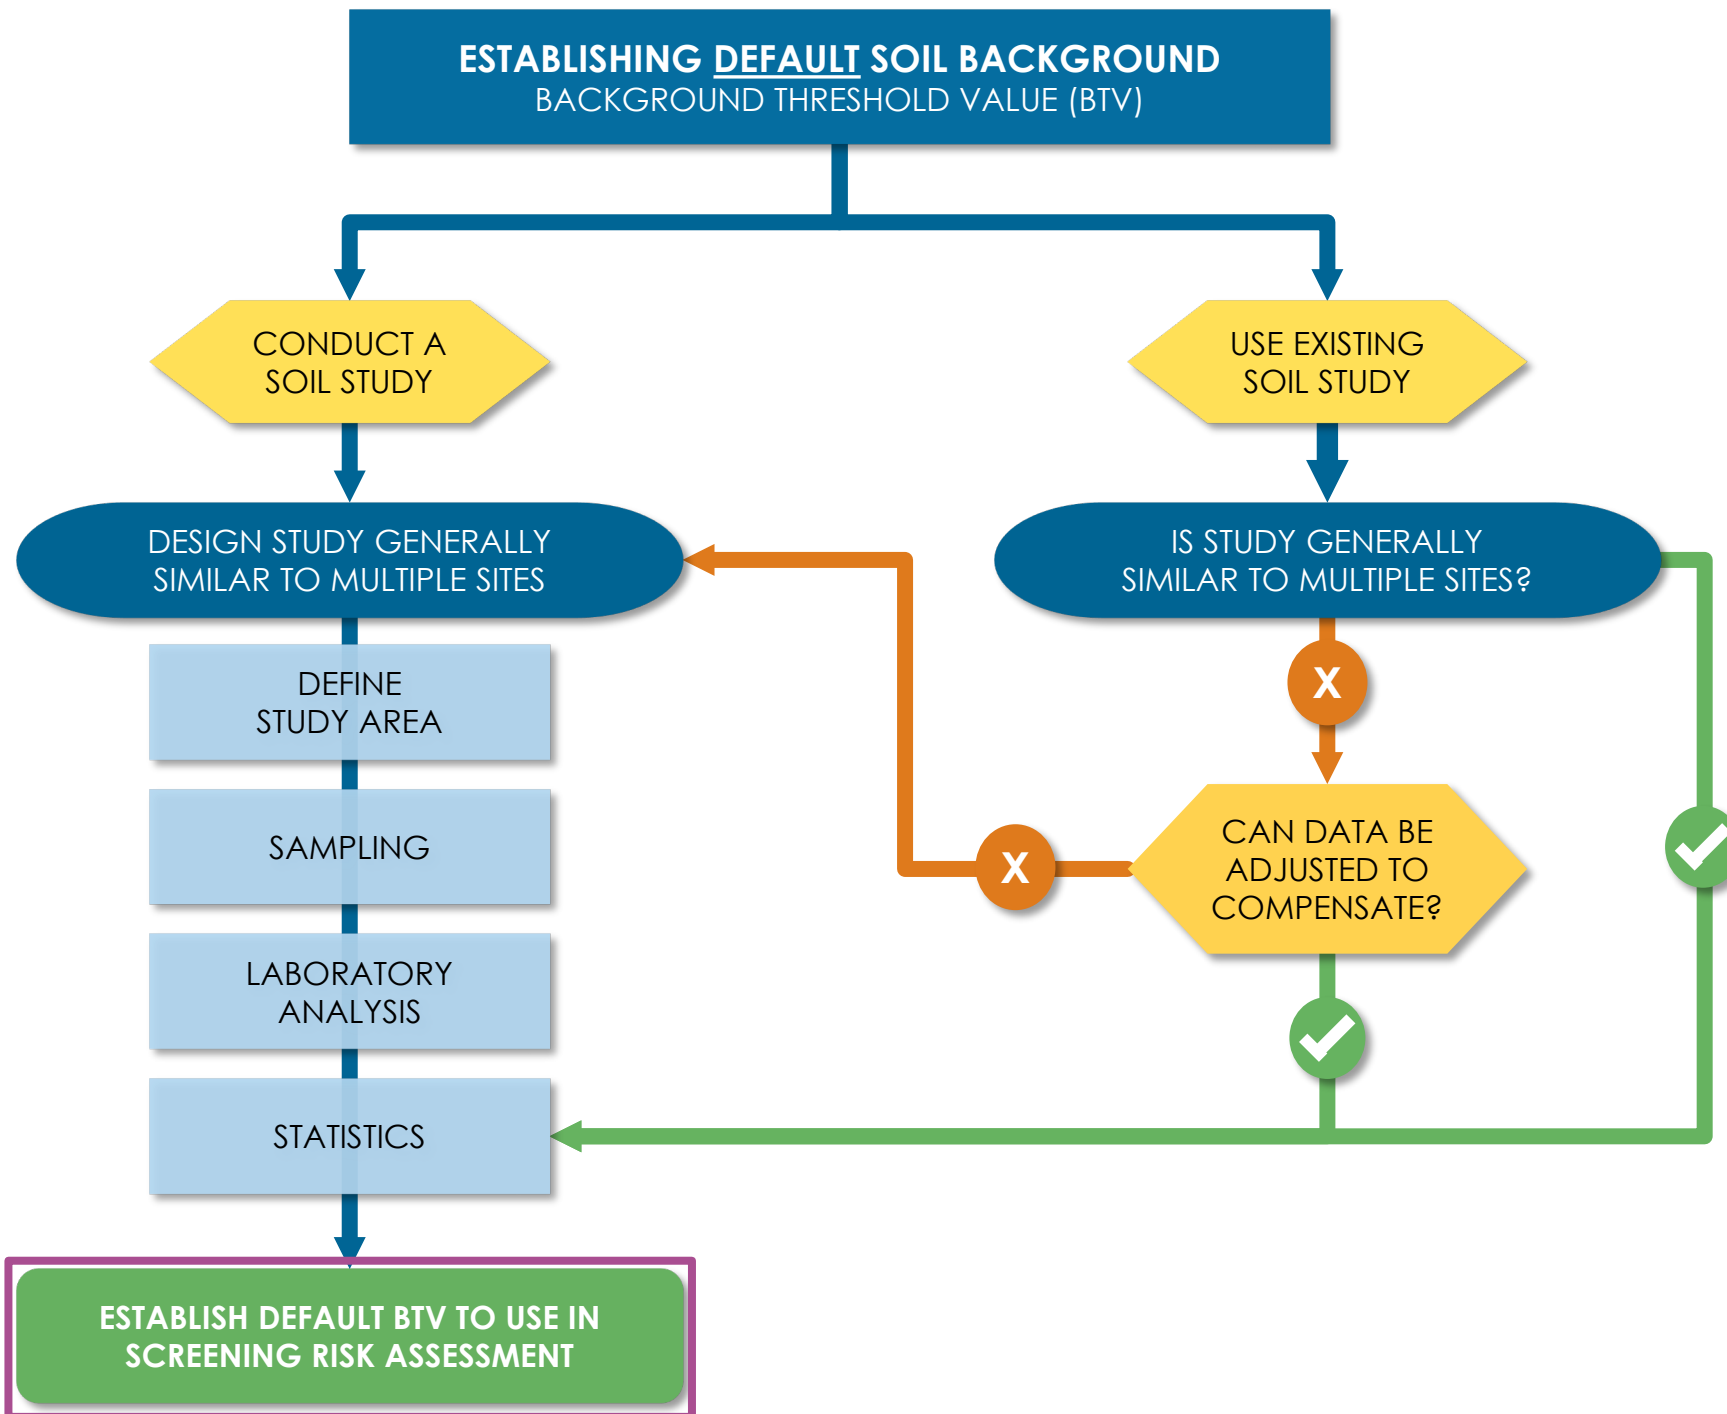 ESTABLISHING DEFAULT SOIL BACKGROUND
BACKGROUND THRESHOLD VALUE (BTV)
CONDUCT A
SOIL STUDY
USE EXISTING
SOIL STUDY
DESIGN STUDY GENERALLY
SIMILAR TO MULTIPLE SITES
IS STUDY GENERALLY
SIMILAR TO MULTIPLE SITES?
DEFINE
STUDY AREA
X
SAMPLING
X
CAN DATA BE
ADJUSTED TO
COMPENSATE?
LABORATORY
ANALYSIS
STATISTICS
ESTABLISH DEFAULT BTV TO USE IN
SCREENING RISK ASSESSMENT